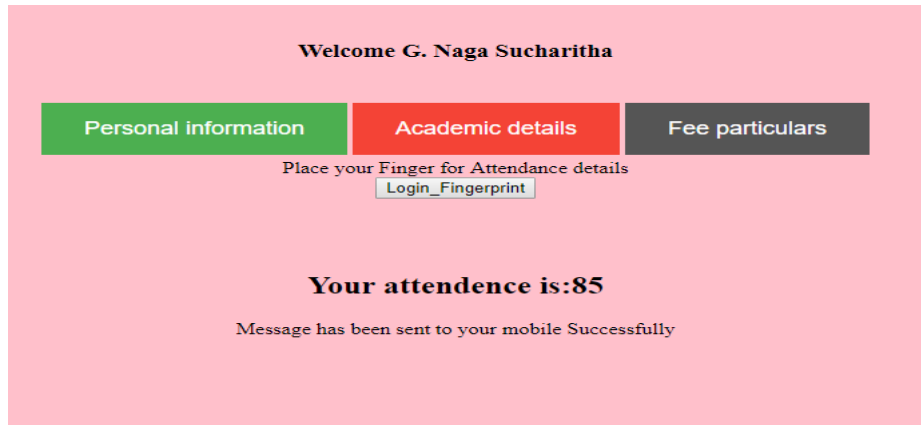 Welcome G. Naga Sucharitha
Personal information Academic details Fee particulars
Place your Finger for Attendance details
Login_Fingerprint
Your attendence is:85
Message has been sent to your mobile Successfully